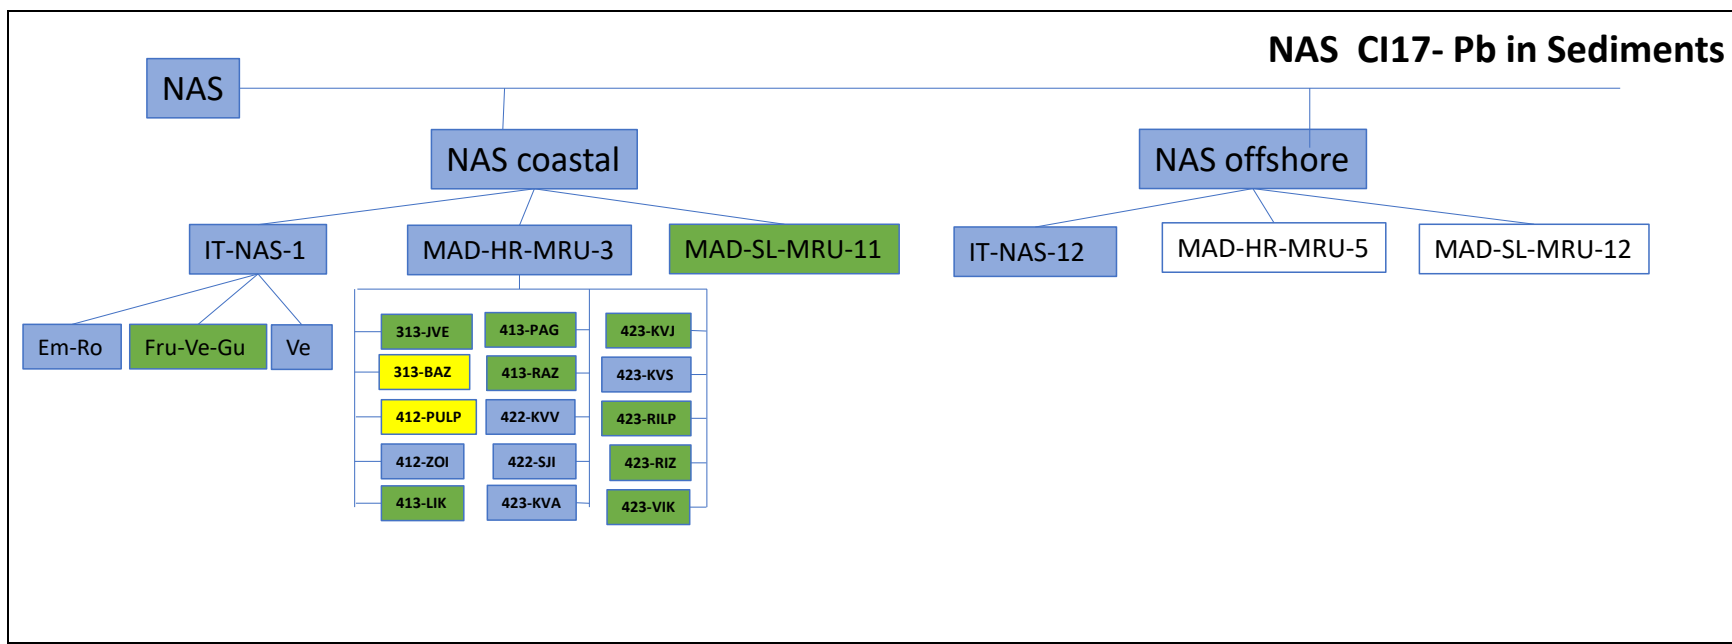 NAS CI17- Pb in Sediments
NAS
NAS coastal
NAS offshore
IT-NAS-1
MAD-HR-MRU-3
MAD-SL-MRU-11
IT-NAS-12
MAD-HR-MRU-5
MAD-SL-MRU-12
Em-Ro
Fru-Ve-Gu
Ve
313-JVE
413-PAG
423-KVJ
313-BAZ
413-RAZ
423-KVS
412-PULP
422-KVV
423-RILP
412-ZOI
422-SJI
423-RIZ
413-LIK
423-KVA
423-VIK